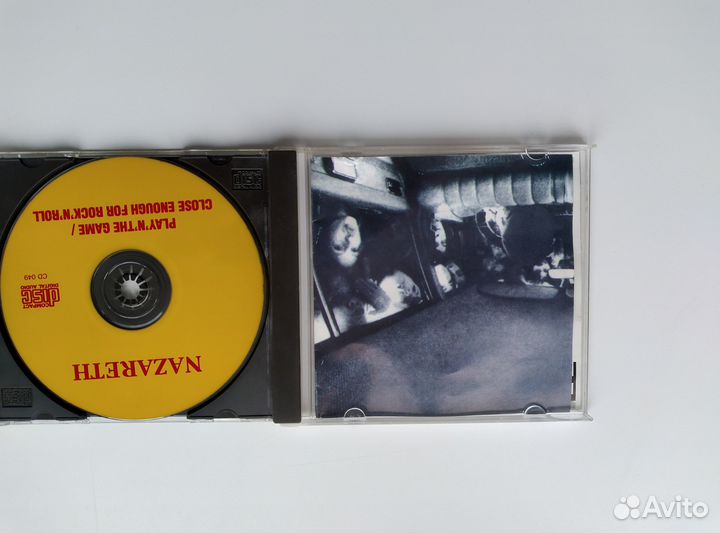 NAZARETH
COMPACT
disc
DIGITAL AUDIO
CD 049
PLAY'N'THE GAME /
CLOSE ENOUGH FOR ROCK'N'ROLL
Avito